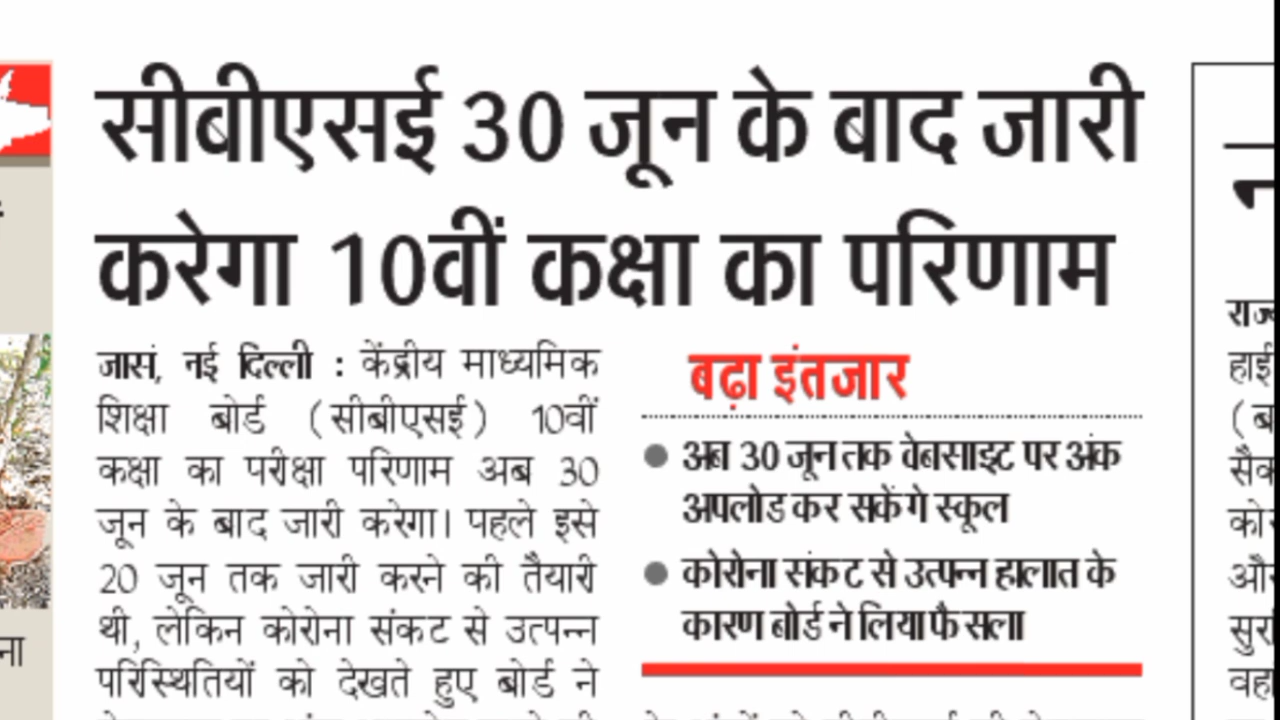 सीबीएसई 30 जून के बाद जारी
करेगा 10वीं कक्षा का परिणाम
जासं, नई दिल्ली : केंद्रीय माध्यमिक
शिक्षा बोर्ड (सीबीएसई) 10वीं
कक्षा का परीक्षा परिणाम अब 30
जून के बाद जारी करेगा। पहले इसे
20 जून तक जारी करने की तैयारी
थी, लेकिन कोरोना संकट से उत्पन्न
परिस्थितियों को देखते हुए बोर्ड ने
बढ़ा इंतजार
अब 30 जून तक वेबसाइट पर अंक
अपलोड कर सकेंगे स्कूल
कोरोना संकट से उत्पन्न हालात के
कारण बोर्ड ने लिया फैसला